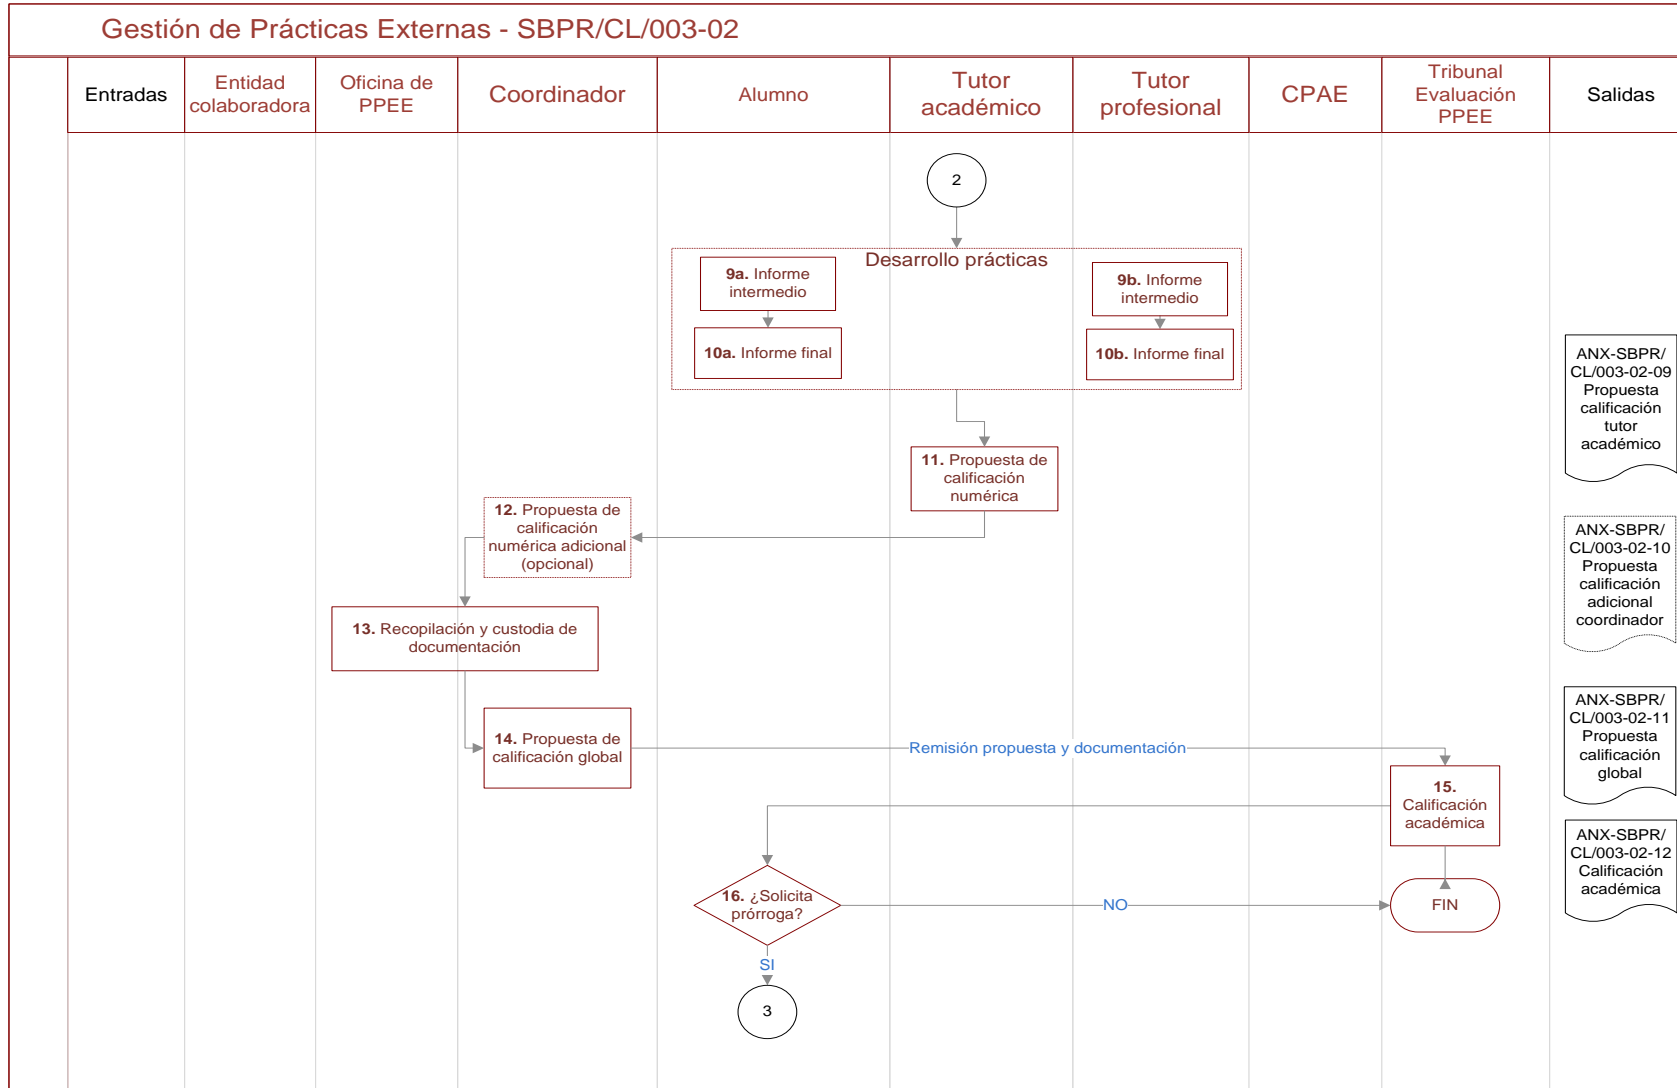 Gestión de Prácticas Externas - SBPR/CL/003-02
Entradas
Entidad
colaboradora
Oficina de
PPEE
Coordinador
Alumno
Tutor
académico
Tutor
profesional
CPAE
Tribunal
Evaluación
PPEE
Salidas
2
Desarrollo prácticas
9a. Informe
intermedio
9b. Informe
intermedio
10a. Informe final
10b. Informe final
ANX-SBPR/
CL/003-02-09
Propuesta
calificación
tutor
académico
11. Propuesta de
calificación
numérica
12. Propuesta de
calificación
numérica adicional
(opcional)
ANX-SBPR/
CL/003-02-10
Propuesta
calificación
adicional
coordinador
13. Recopilación y custodia de
documentación
14. Propuesta de
calificación global
Remisión propuesta y documentación
ANX-SBPR/
CL/003-02-11
Propuesta
calificación
global
15.
Calificación
académica
ANX-SBPR/
CL/003-02-12
Calificación
académica
16. ¿Solicita
prórroga?
NO
FIN
SI
3